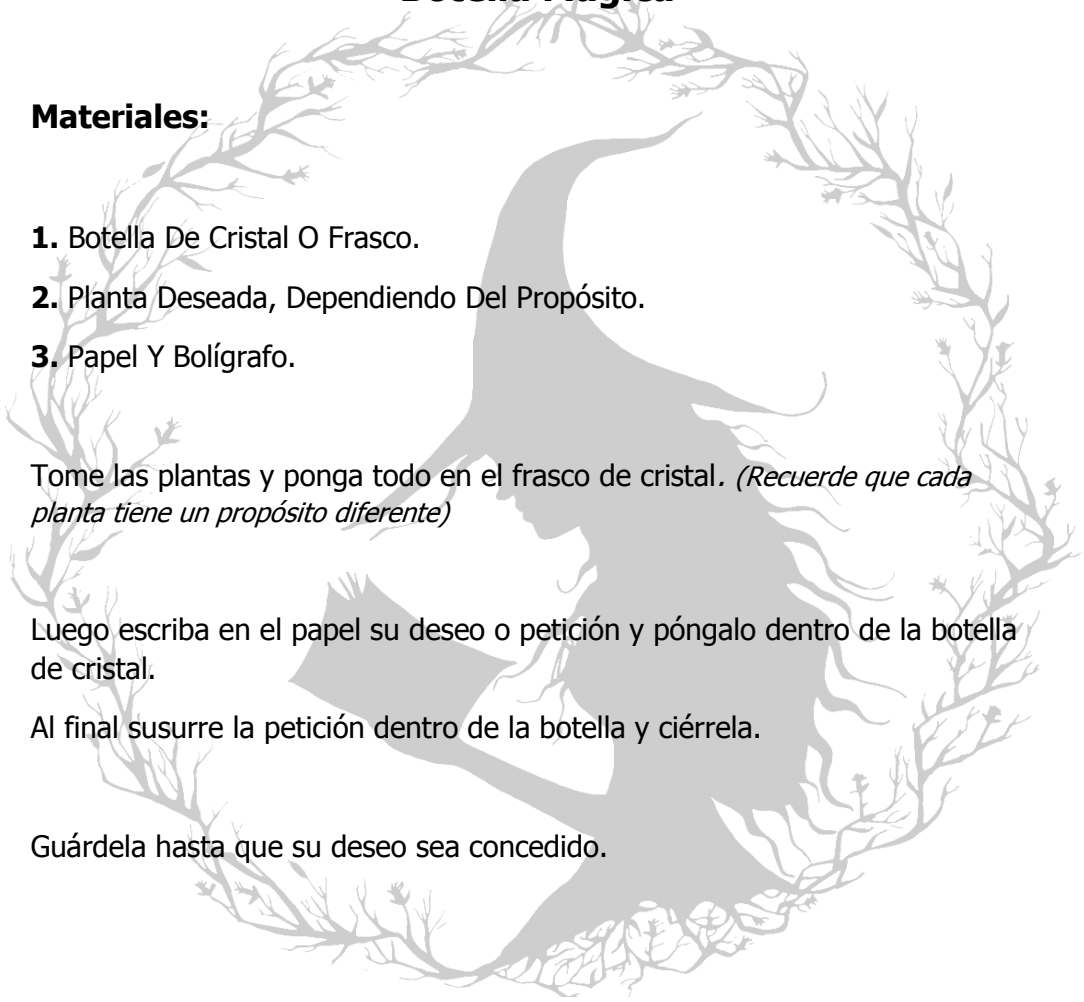 Botella Mágica
Materiales:
1. Botella De Cristal O Frasco.
2. Planta Deseada, Dependiendo Del Propósito.
3. Papel Y Bolígrafo.
Tome las plantas y ponga todo en el frasco de cristal. (Recuerde que cada
planta tiene un propósito diferente)
Luego escriba en el papel su deseo o petición y póngalo dentro de la botella
de cristal.
Al final susurre la petición dentro de la botella y ciérrela.
Guárdela hasta que su deseo sea concedido.